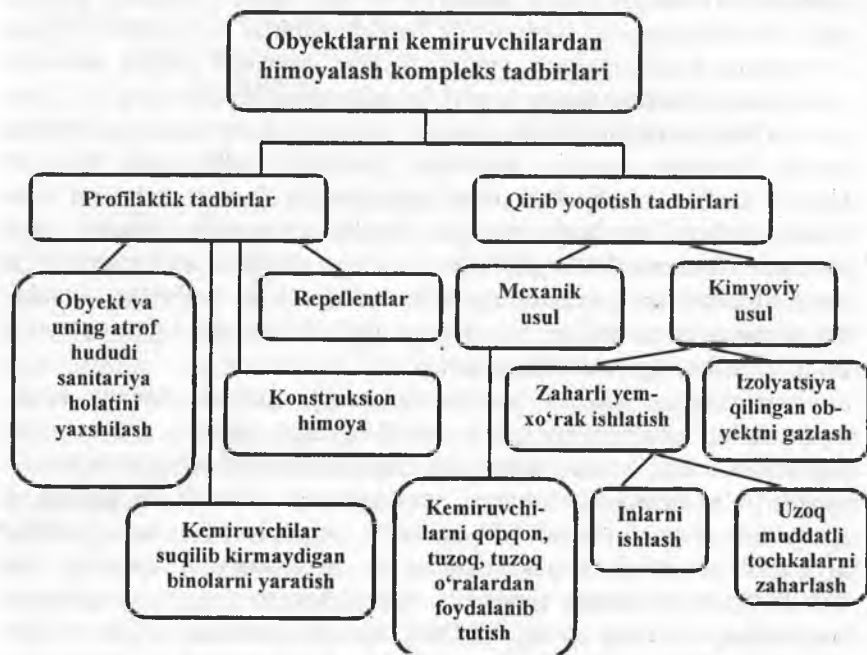 Obyektlarni kemiruvchilardan
himoyalash kompleks tadbirlari
Profilaktik tadbirlar
Qirib yoqotish tadbirlari
Obyekt va
uning atrof
hududi
sanitariya
holatini
yaxshilash
Repellentlar
Mexanik
usul
Kimyoviy
usul
Konstruksion
himoya
Zaharli yem-
xo‘rak ishlatish
Izolyatsiya
qilingan ob-
yektni gazlash
Kemiruvchilar
suqilib kirmaydigan
binolarni yaratish
Kemiruvchi-
larni qopqon,
tuzoq, tuzoq
o‘ralardan
foydalanib
tutish
Inlarni
ishlash
Uzoq
muddatli
tochkalarni
zaharlash